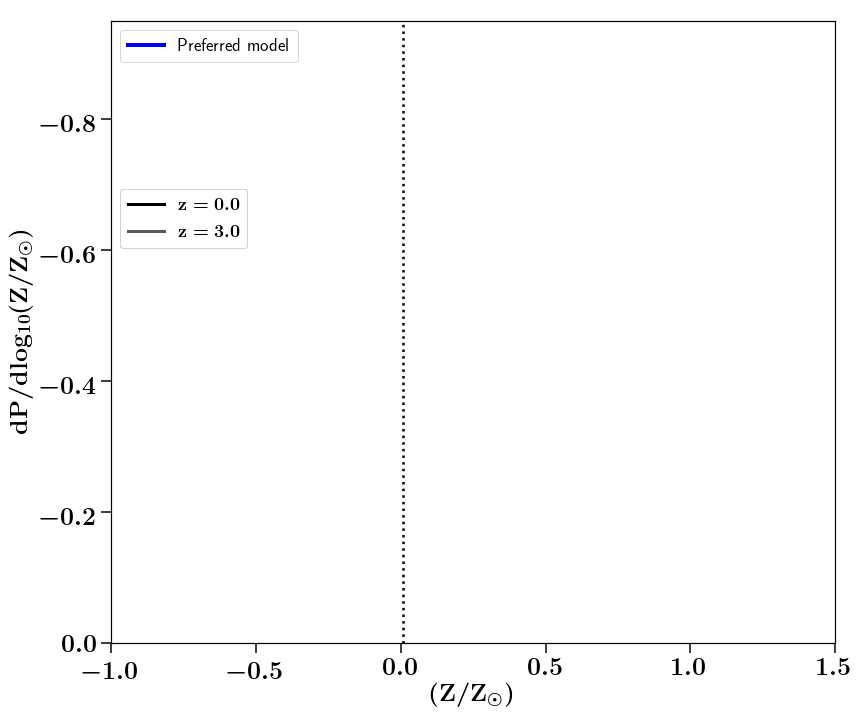 Preferred model
z = 0.0
z = 3.0
dP/dlog₁₀(Z/Z⊙)
−0.8
−0.6
−0.4
−0.2
0.0
−1.0 −0.5 0.0 0.5 1.0 1.5
(Z/Z⊙)